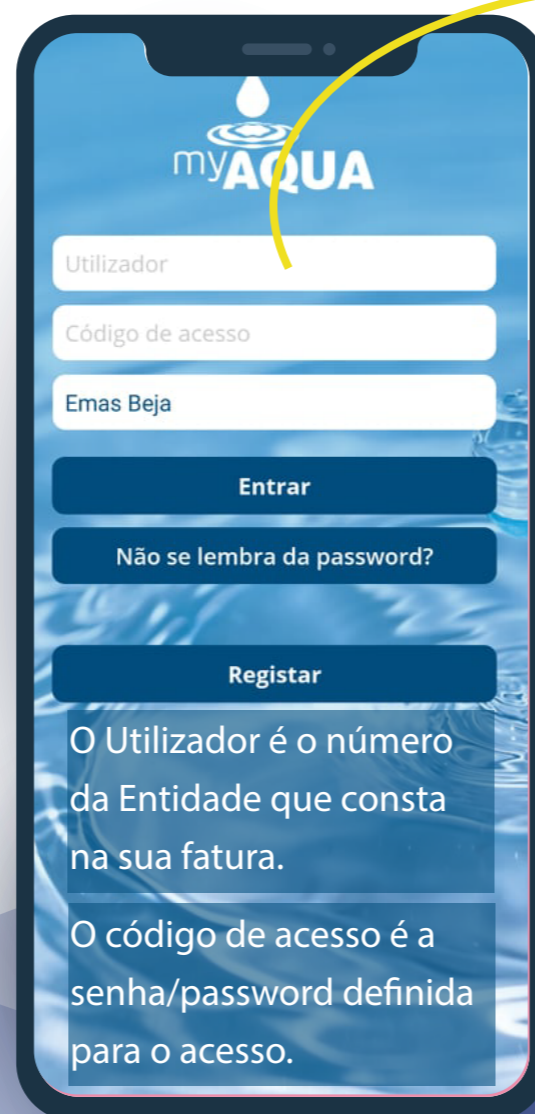 myAQUA
Utilizador
Código de acesso
Emas Beja
Entrar
Não se lembra da password?
Registar
O Utilizador é o número
da Entidade que consta
na sua fatura.
O código de acesso é a
senha/password definida
para o acesso.